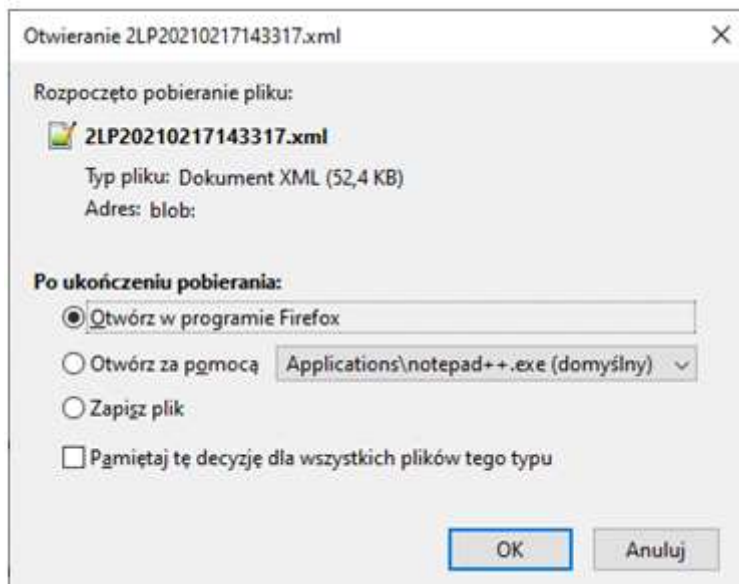 Otwieranie 2LP20210217143317.xml
Rozpoczęto pobieranie pliku:
2LP20210217143317.xml
Typ pliku: Dokument XML (52,4 KB)
Adres: blob:
Po ukończeniu pobierania:
Otwórz w programie Firefox
Otwórz za pomocą Applications\notepad++.exe (domyślny)
Zapisz plik
Pamiętaj tę decyzję dla wszystkich plików tego typu
OK Anuluj